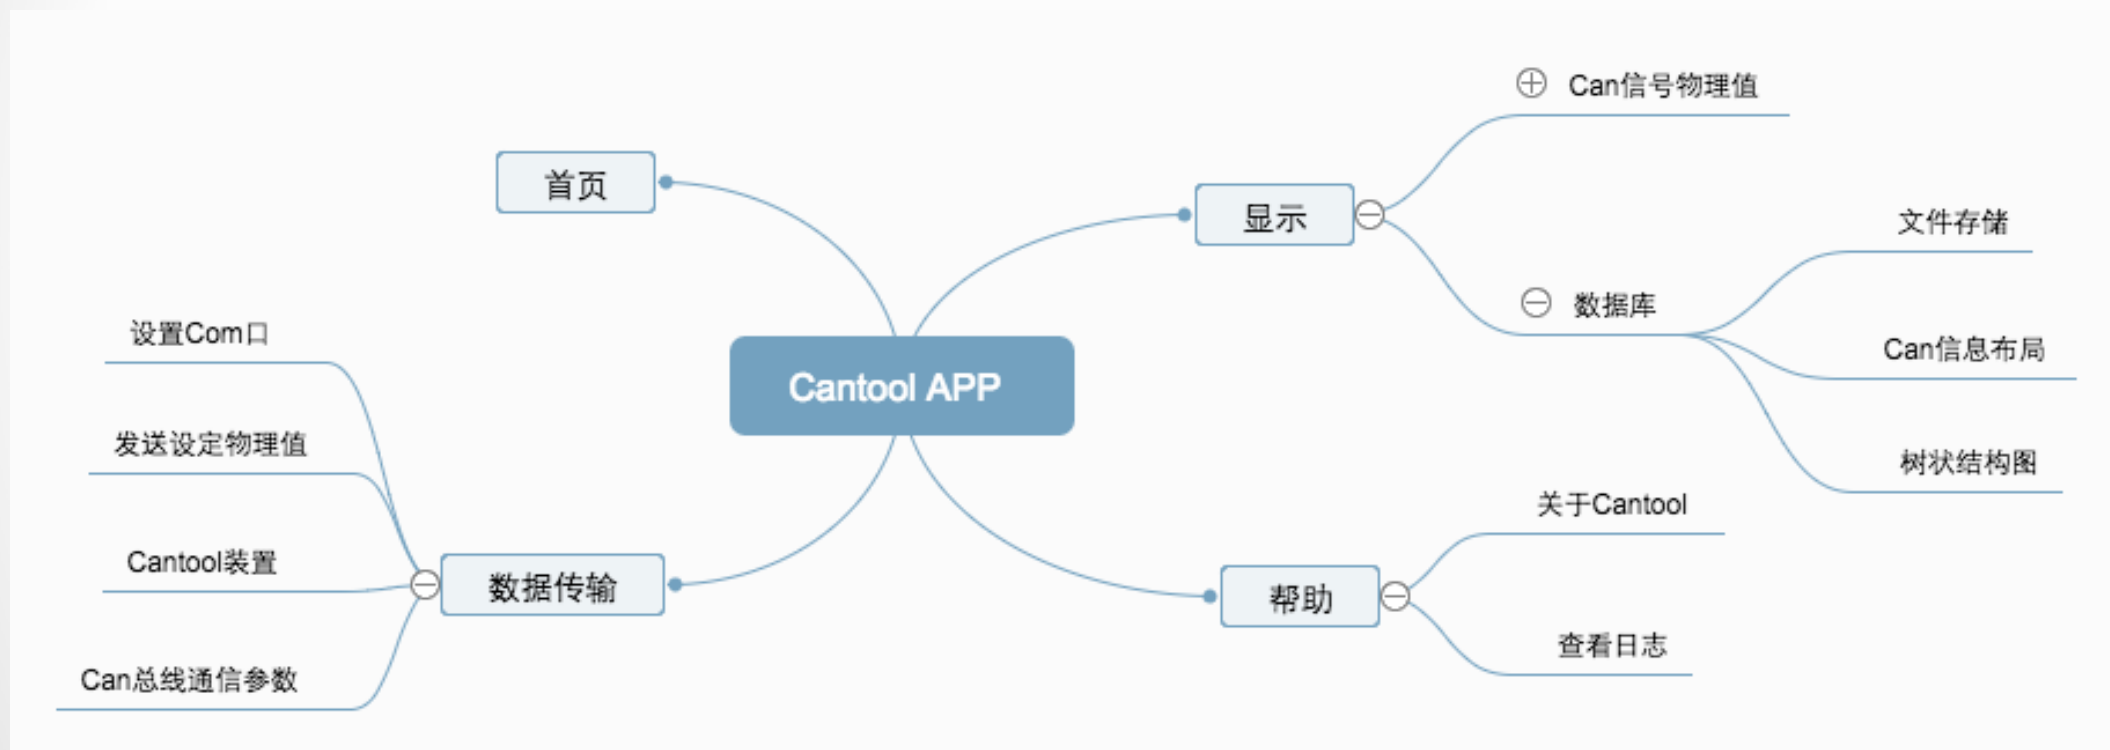 Cantool APP
首页
显示
Can信号物理值
数据库
文件存储
Can信息布局
树状结构图
数据传输
设置Com口
发送设定物理值
Cantool装置
Can总线通信参数
帮助
关于Cantool
查看日志